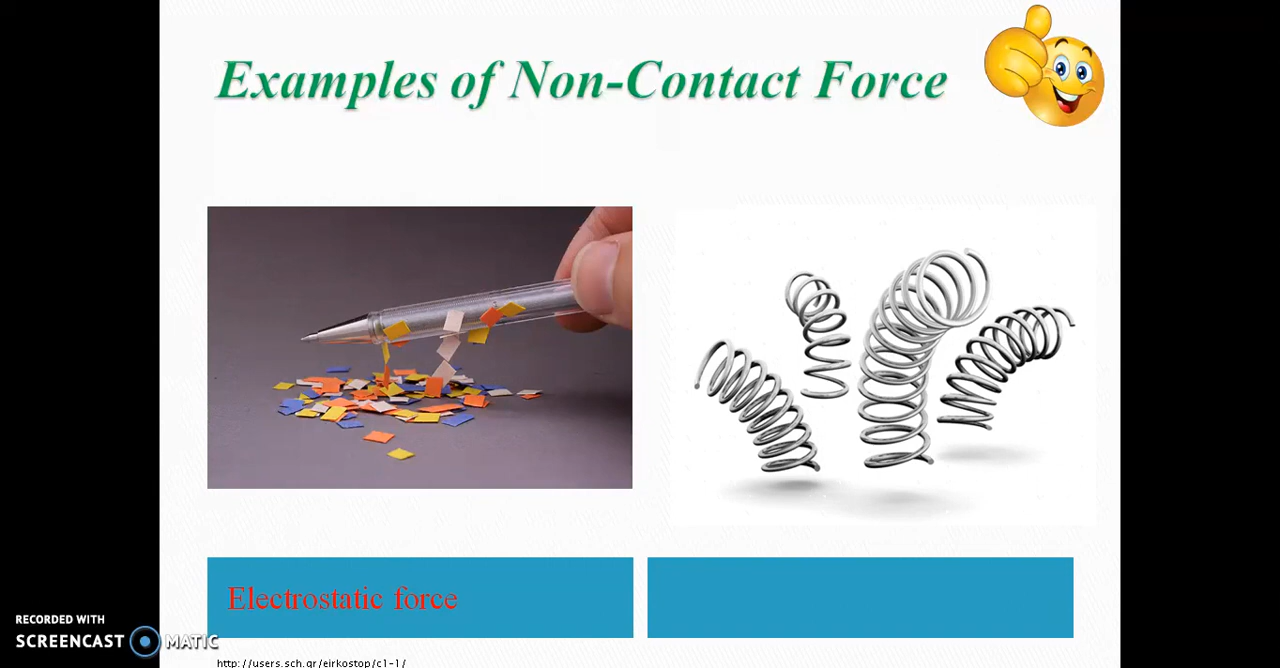 Examples of Non-Contact Force
Electrostatic force
RECORDED WITH
SCREENCAST MATIC
http://users.sch.gr/eirkostop/c1-1/